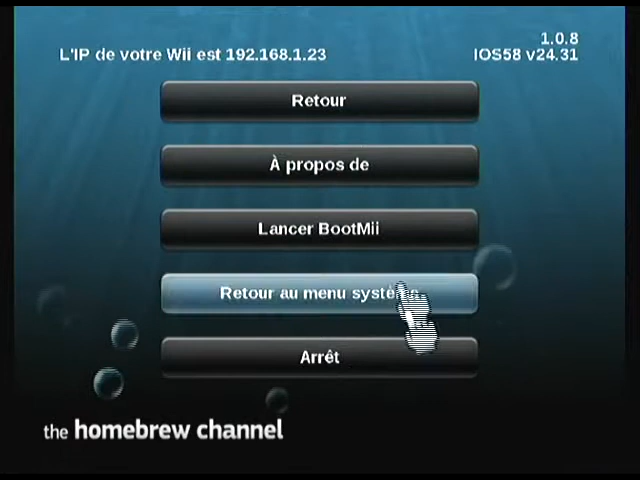 1.0.8
L'IP de votre Wii est 192.168.1.23
IOS58 v24.31
Retour
À propos de
Lancer BootMii
Retour au menu système
Arrêt
the homebrew channel